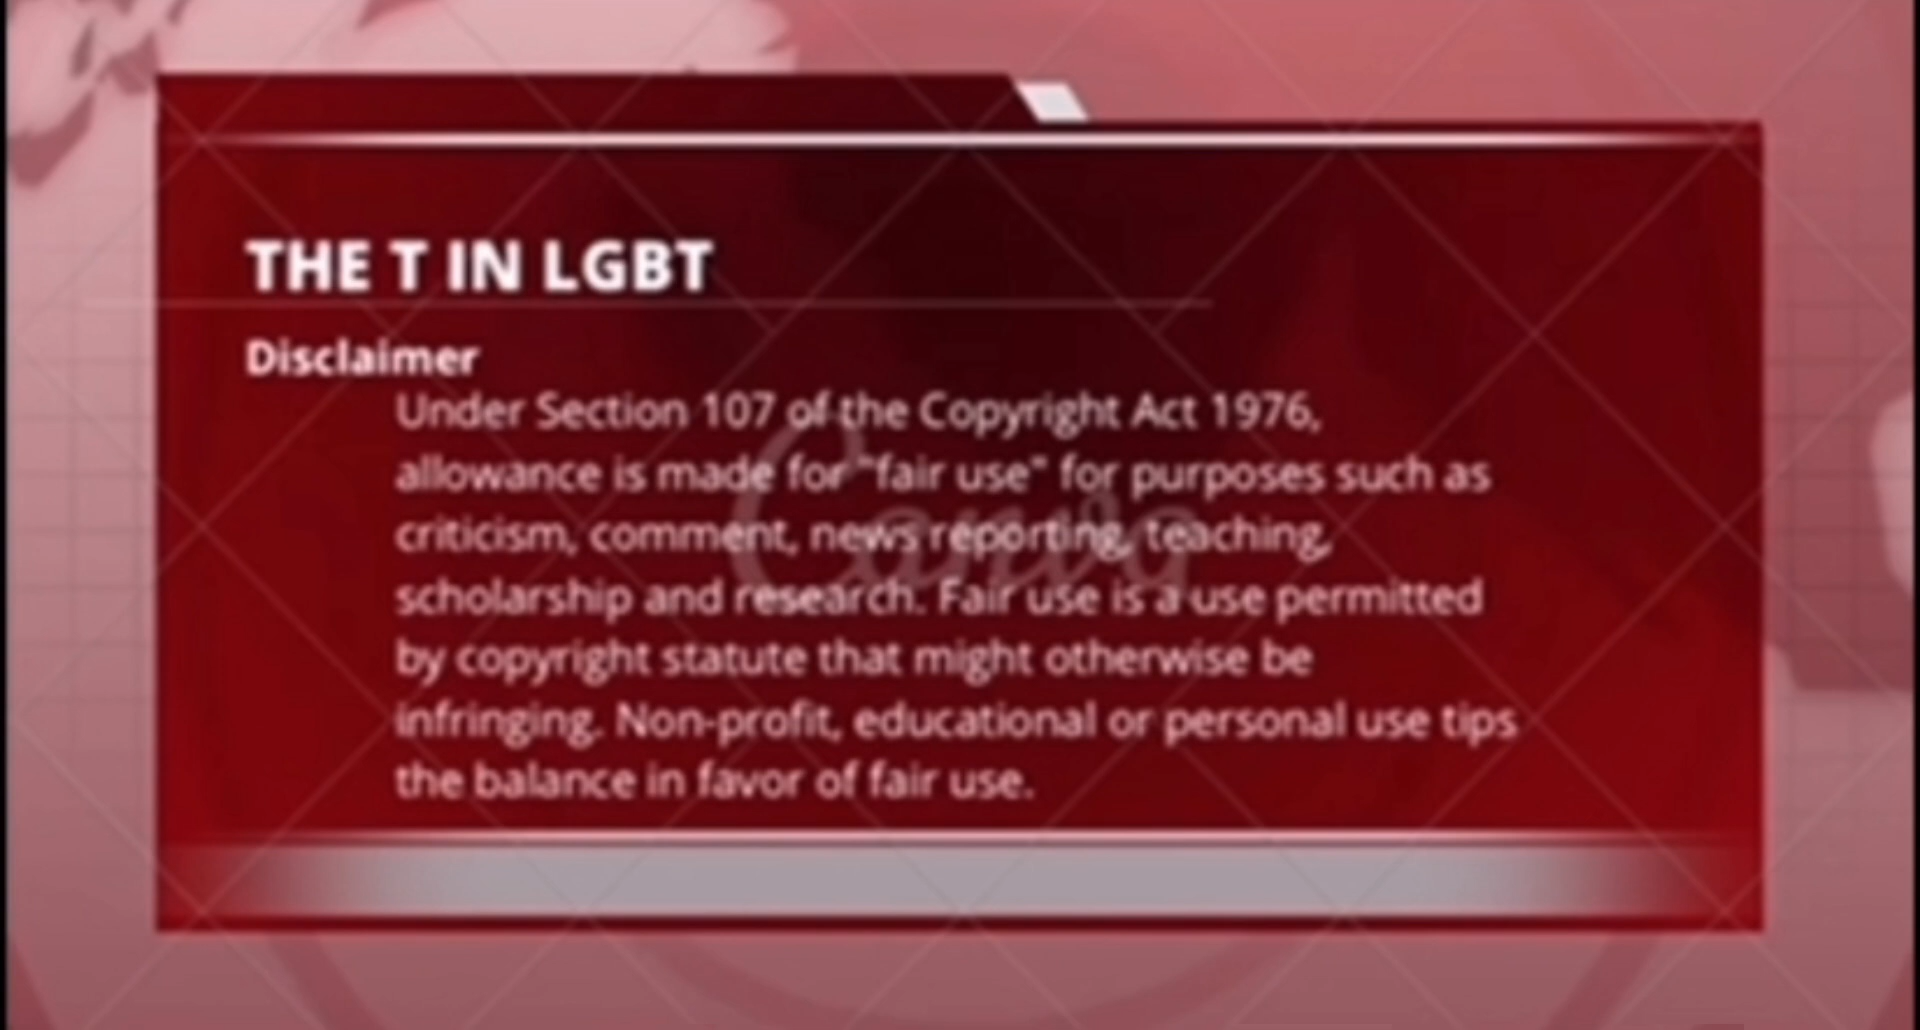 THE T IN LGBT
Disclaimer
Under Section 107 of the Copyright Act 1976,
allowance is made for "fair use" for purposes such as
criticism, comment, news reporting, teaching,
scholarship and research. Fair use is a use permitted
by copyright statute that might otherwise be
infringing. Non-profit, educational or personal use tips
the balance in favor of fair use.
Canva